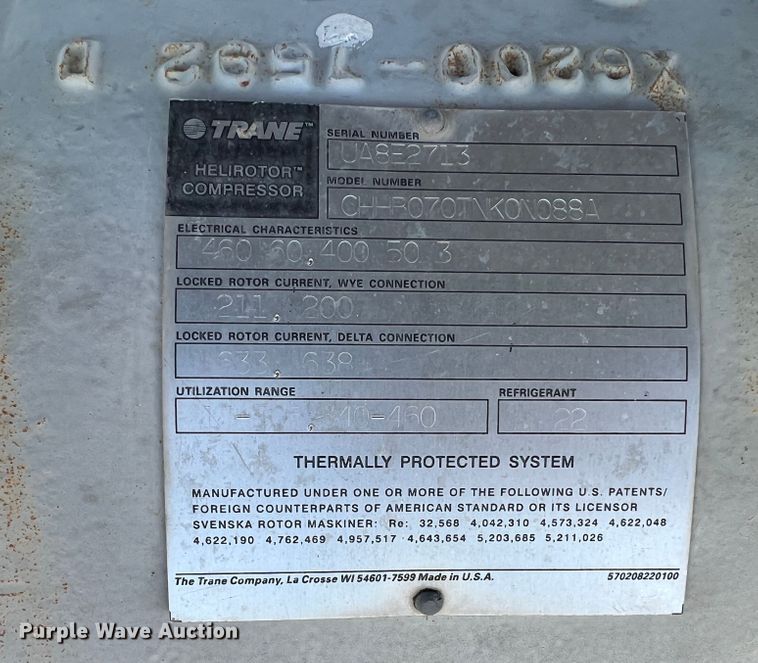 X6200-1592 D
TRANE™
HELIROTOR™
COMPRESSOR
SERIAL NUMBER
UA8E2713
MODEL NUMBER
CHHR070TNK0N088A
ELECTRICAL CHARACTERISTICS
460 60,400 50 3
LOCKED ROTOR CURRENT, WYE CONNECTION
211, 200
LOCKED ROTOR CURRENT, DELTA CONNECTION
638
UTILIZATION RANGE
REFRIGERANT
22
THERMALLY PROTECTED SYSTEM
MANUFACTURED UNDER ONE OR MORE OF THE FOLLOWING U.S. PATENTS/
FOREIGN COUNTERPARTS OF AMERICAN STANDARD OR ITS LICENSOR
SVENSKA ROTOR MASKINER: Re: 32,568 4,042,310 4,573,324 4,622,048
4,622,190 4,762,469 4,957,517 4,643,654 5,203,685 5,211,026
The Trane Company, La Crosse WI 54601-7599 Made in U.S.A.
570208220100
Purple Wave Auction